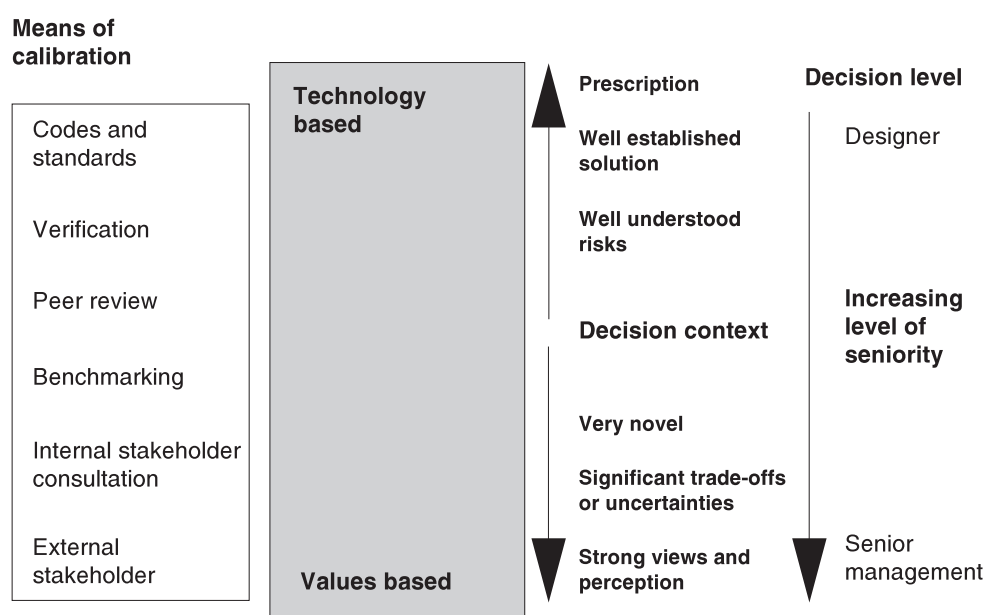 Means of
calibration
Codes and
standards
Verification
Peer review
Benchmarking
Internal stakeholder
consultation
External
stakeholder
Technology
based
Values based
Prescription
Well established
solution
Well understood
risks
Decision context
Very novel
Significant trade-offs
or uncertainties
Strong views and
perception
Decision level
Designer
Increasing
level of
seniority
Senior
management